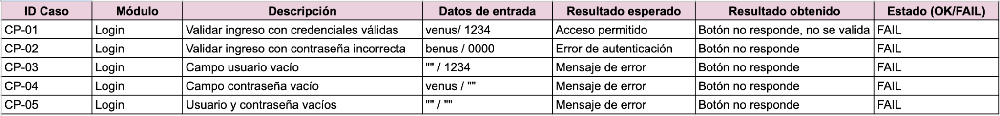 ID Caso Módulo Descripción Datos de entrada Resultado esperado Resultado obtenido Estado (OK/FAIL)
CP-01 Login Validar ingreso con credenciales válidas venus/ 1234 Acceso permitido Botón no responde, no se valida FAIL
CP-02 Login Validar ingreso con contraseña incorrecta benus / 0000 Error de autenticación Botón no responde FAIL
CP-03 Login Campo usuario vacío "" / 1234 Mensaje de error Botón no responde FAIL
CP-04 Login Campo contraseña vacío venus / "" Mensaje de error Botón no responde FAIL
CP-05 Login Usuario y contraseña vacíos "" / "" Mensaje de error Botón no responde FAIL